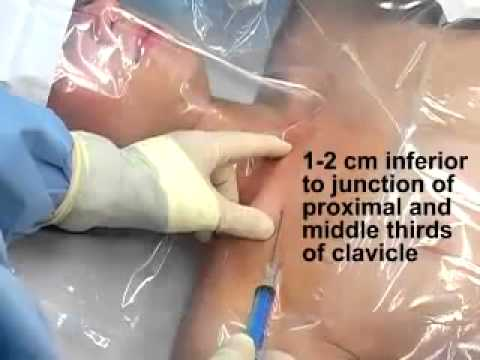 1-2 cm inferior
to junction of
proximal and
middle thirds
of clavicle